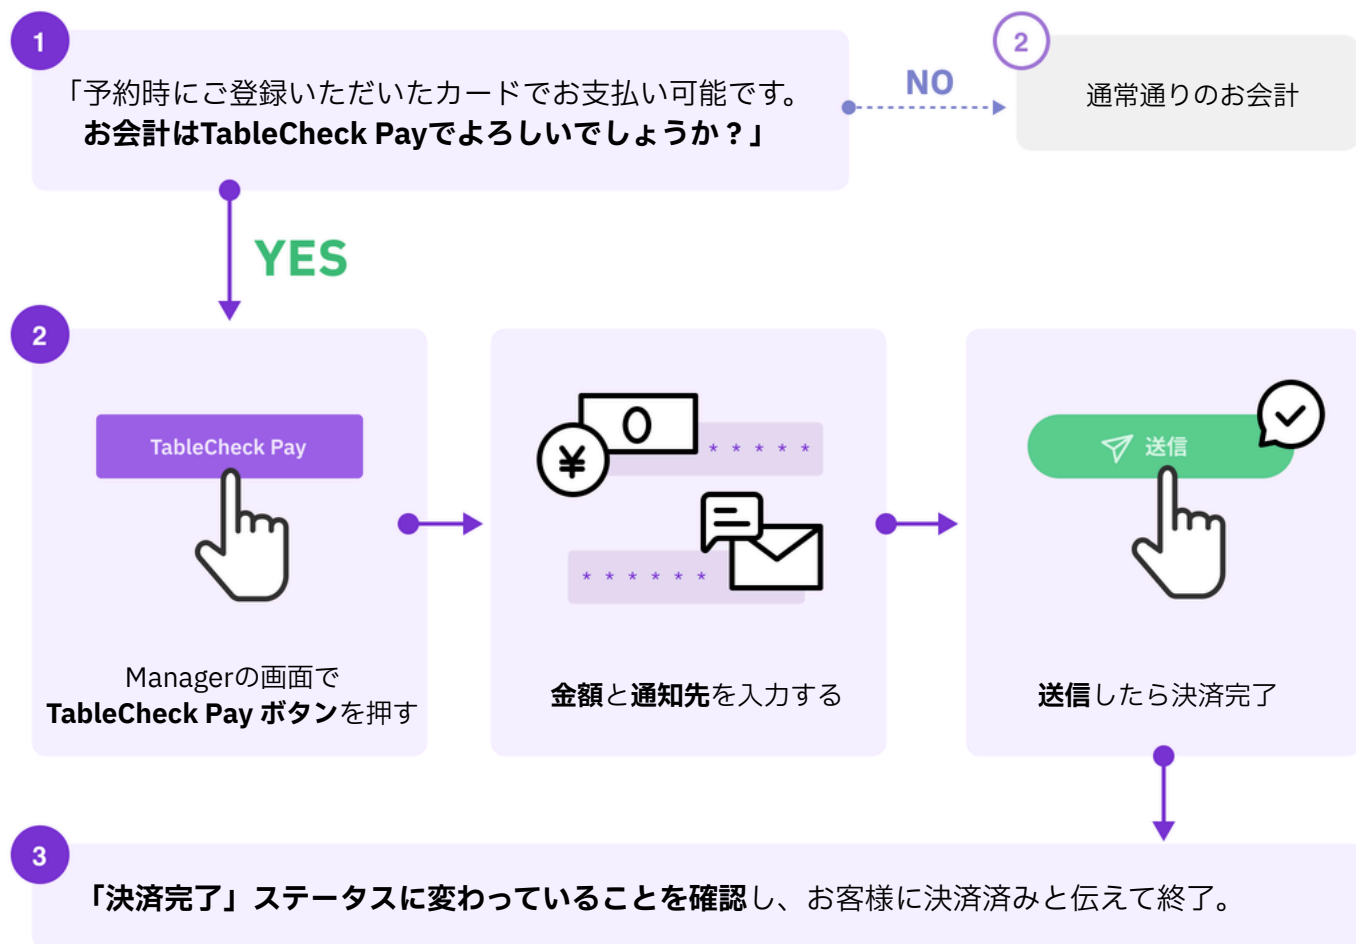 1
「予約時にご登録いただいたカードでお支払い可能です。
お会計はTableCheck Payでよろしいでしょうか？」
NO
2
通常通りのお会計
YES
2
TableCheck Pay
Managerの画面で
TableCheck Pay ボタンを押す
¥
* * * * *
* * * * * *
金額と通知先を入力する
送信
送信したら決済完了
3
「決済完了」ステータスに変わっていることを確認し、お客様に決済済みと伝えて終了。